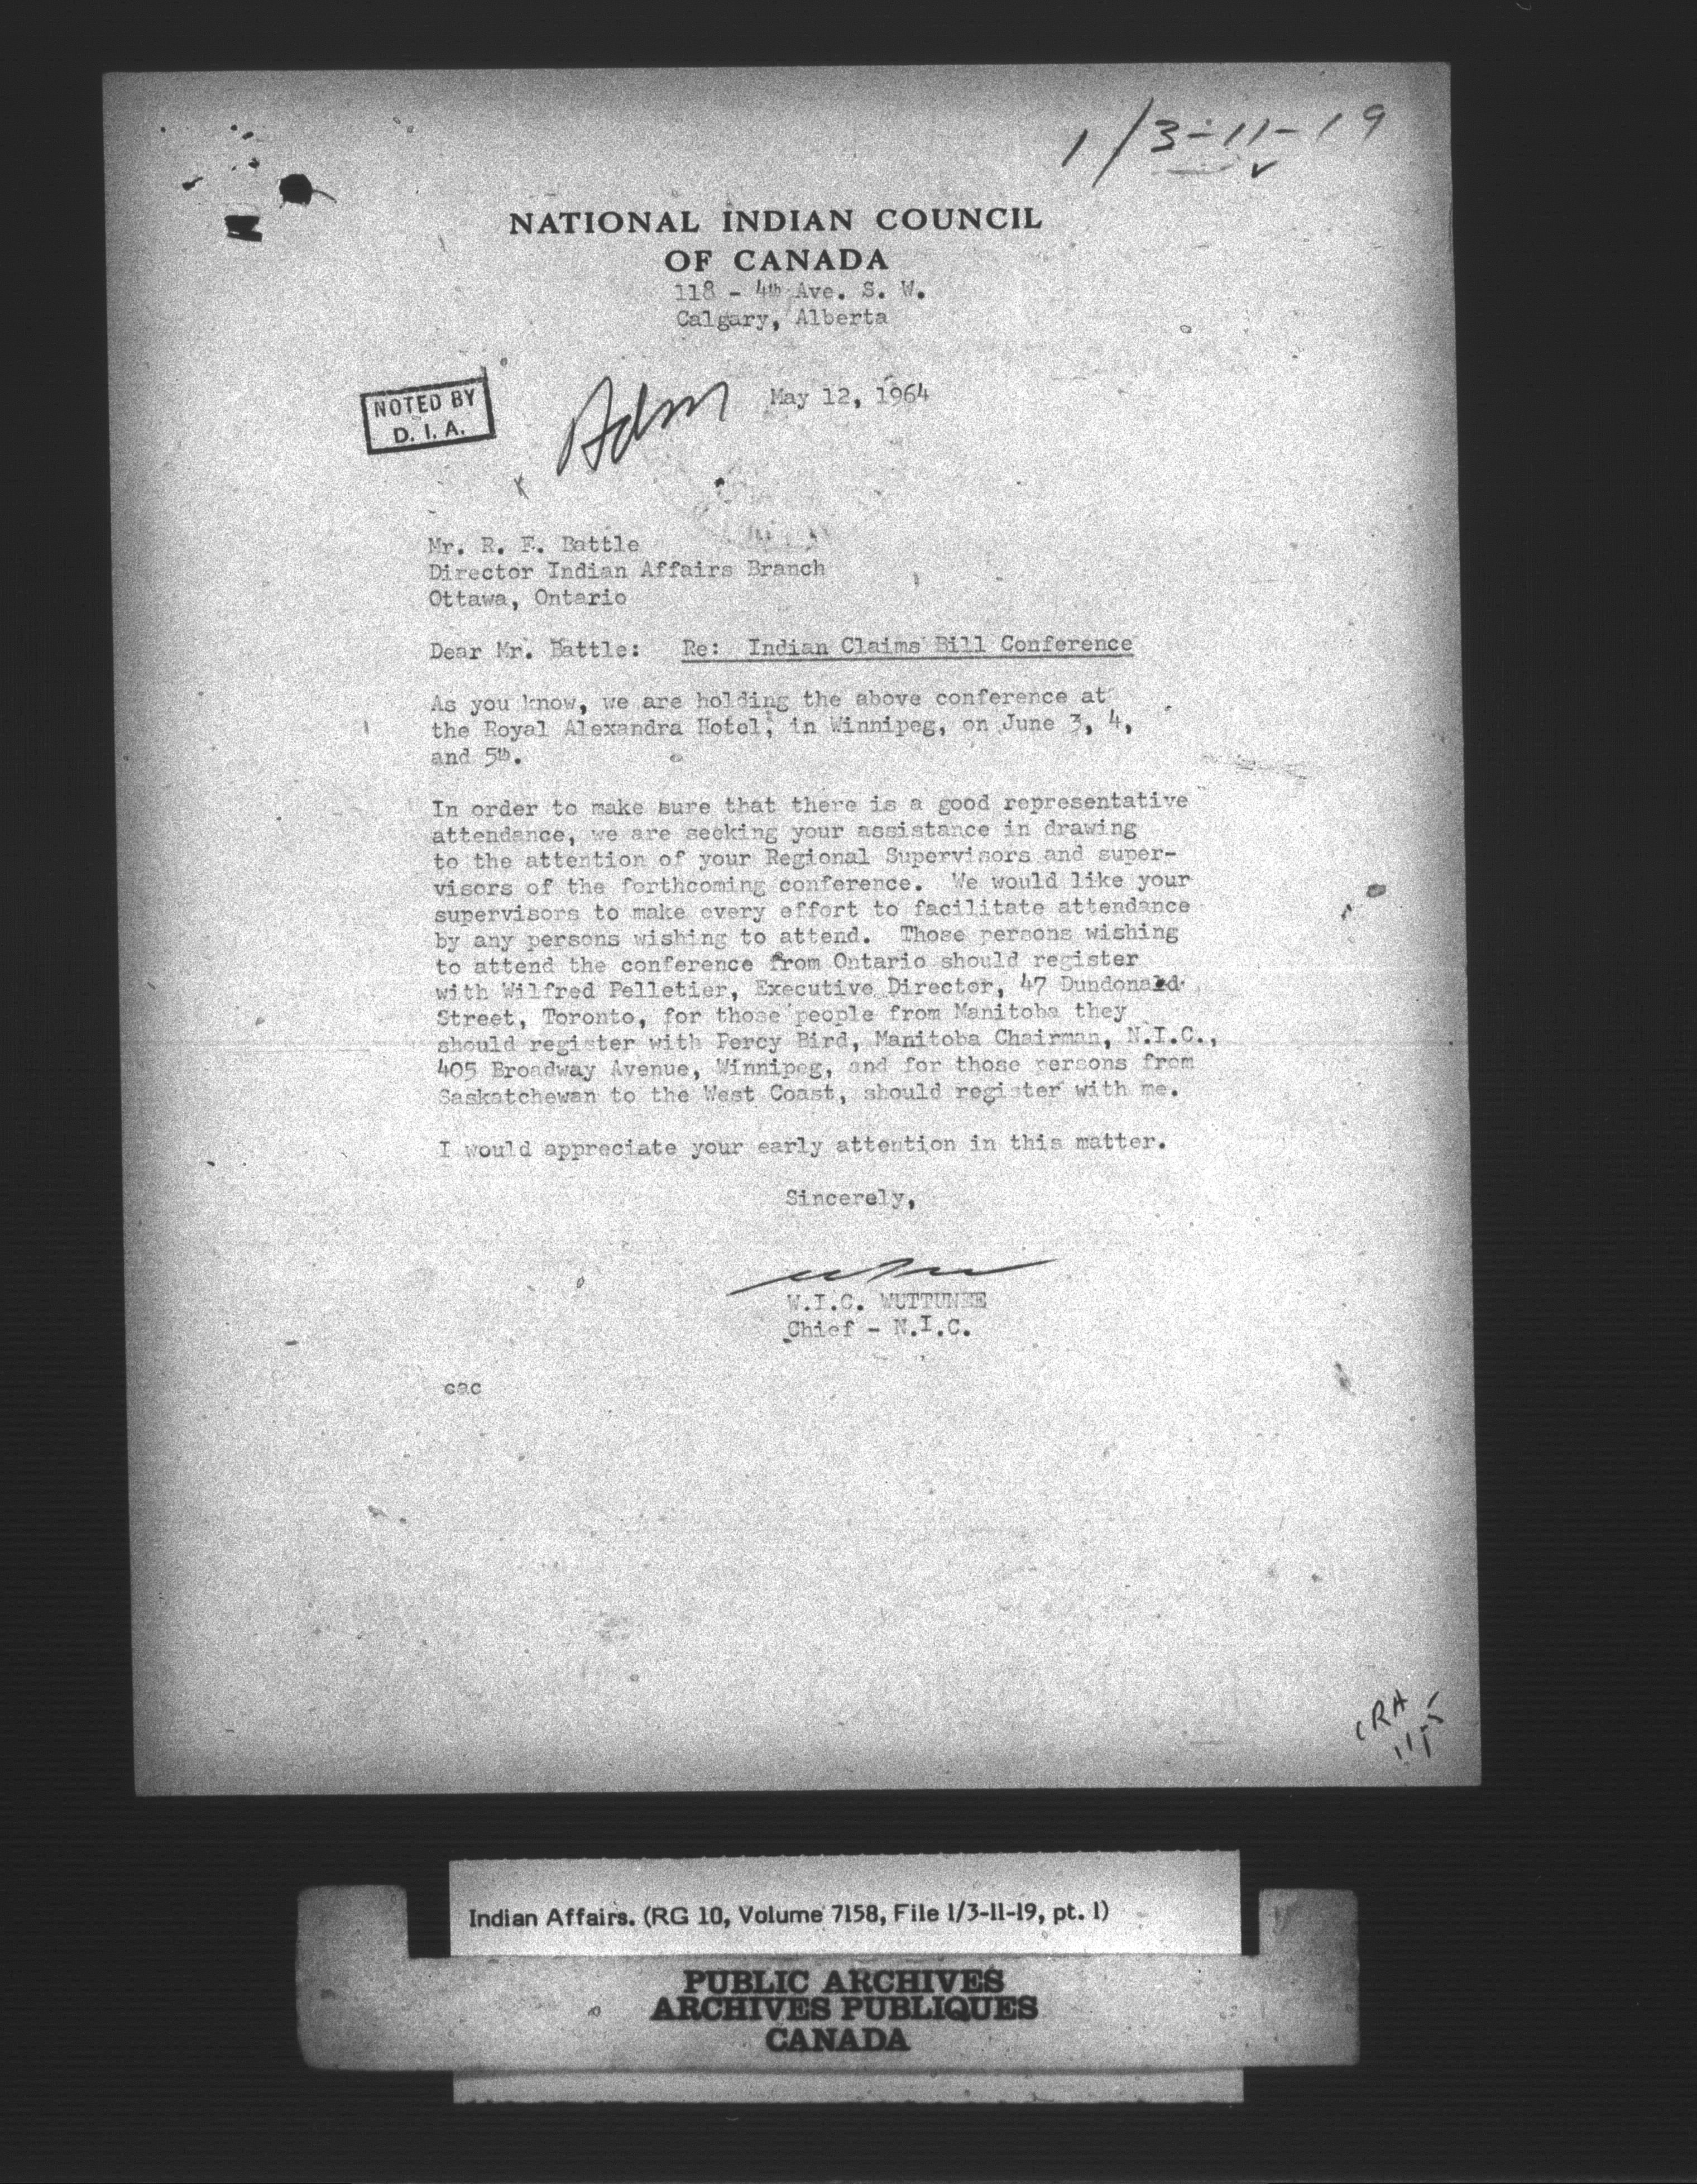 1/3-11-19
NATIONAL INDIAN COUNCIL
OF CANADA
118 - 4th Ave. S. W.
Calgary, Alberta
NOTED BY
D. I. A.
Adm
May 12, 1964
Mr. R. F. Battle
Director Indian Affairs Branch
Ottawa, Ontario
Dear Mr. Battle: Re: Indian Claims Bill Conference
As you know, we are holding the above conference at
the Royal Alexandra Hotel, in Winnipeg, on June 3, 4,
and 5th.
In order to make sure that there is a good representative
attendance, we are seeking your assistance in drawing
to the attention of your Regional Supervisors and super-
visors of the forthcoming conference. We would like your
supervisors to make every effort to facilitate attendance
by any persons wishing to attend. Those persons wishing
to attend the conference from Ontario should register
with Wilfred Pelletier, Executive Director, 47 Dundonald
Street, Toronto, for those people from Manitoba they
should register with Percy Bird, Manitoba Chairman, N.I.C.,
405 Broadway Avenue, Winnipeg, and for those persons from
Saskatchewan to the West Coast, should register with me.
I would appreciate your early attention in this matter.
Sincerely,
W.I.C. WUTTUNEE
Chief - N.I.C.
cac
Indian Affairs. (RG 10, Volume 7158, File 1/3-11-19, pt. 1)
PUBLIC ARCHIVES
ARCHIVES PUBLIQUES
CANADA